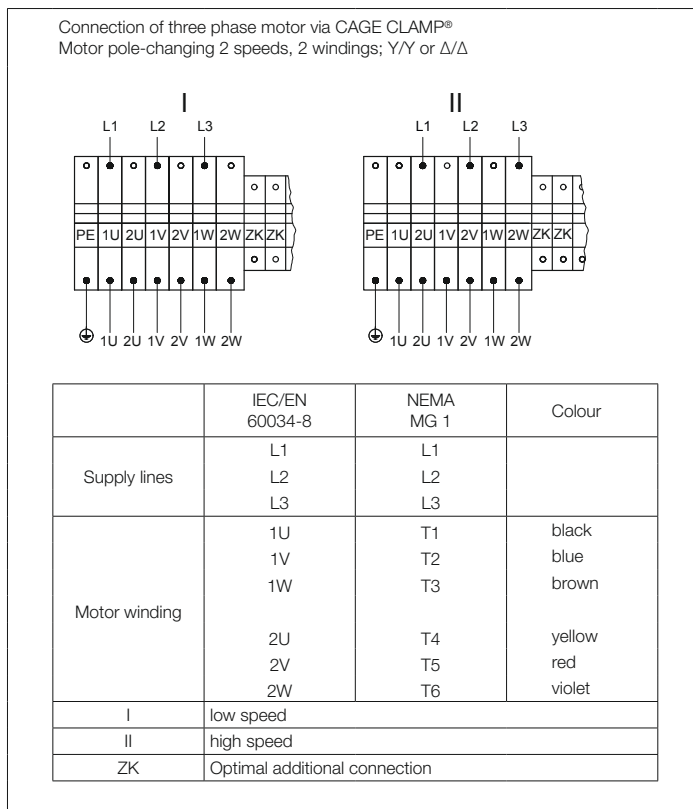 Connection of three phase motor via CAGE CLAMP®
Motor pole-changing 2 speeds, 2 windings; Y/Y or Δ/Δ
I
L1 L2 L3
PE 1U 2U 1V 2V 1W 2W ZK ZK
1U 2U 1V 2V 1W 2W
II
L1 L2 L3
PE 1U 2U 1V 2V 1W 2W ZK ZK
1U 2U 1V 2V 1W 2W
IEC/EN
60034-8
NEMA
MG 1
Colour
Supply lines
L1 L1
L2 L2
L3 L3
Motor winding
1U T1 black
1V T2 blue
1W T3 brown
2U T4 yellow
2V T5 red
2W T6 violet
I low speed
II high speed
ZK Optimal additional connection